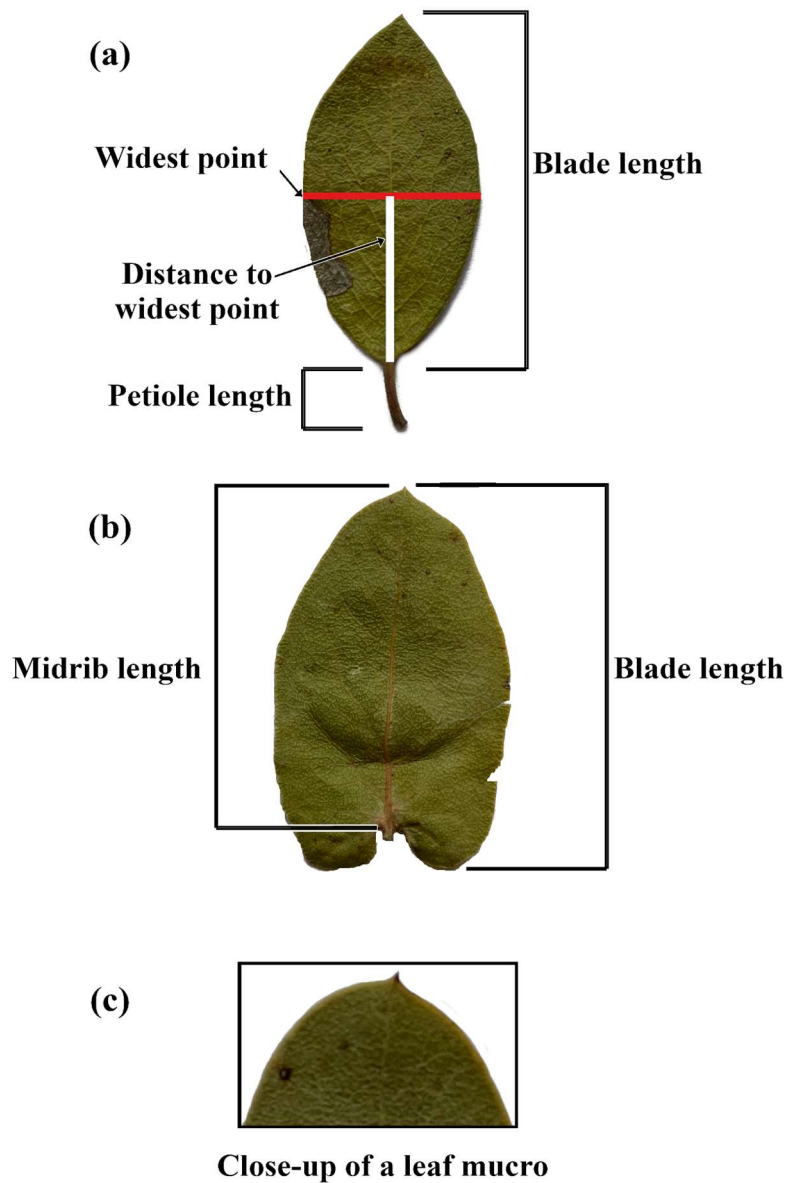 (a)
Widest point
Blade length
Distance to
widest point
Petiole length
(b)
Midrib length
Blade length
(c)
Close-up of a leaf mucro